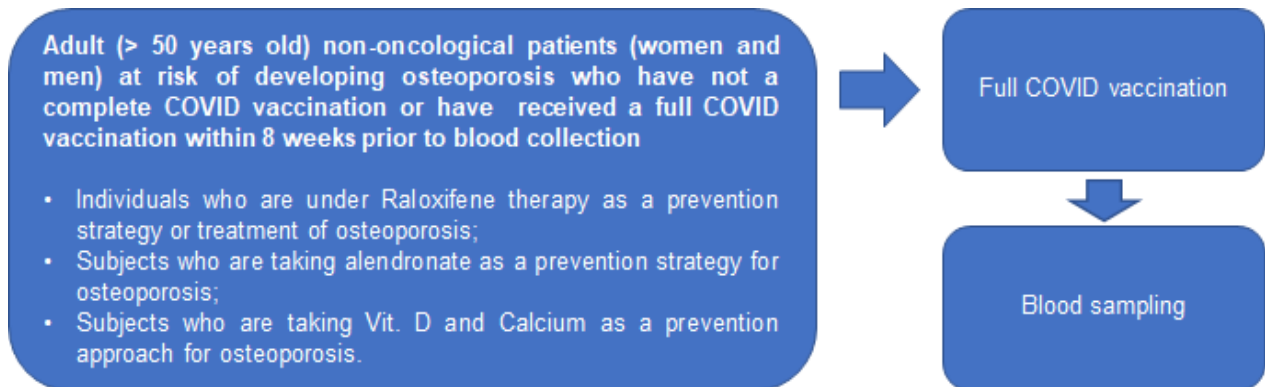 Adult (> 50 years old) non-oncological patients (women and
men) at risk of developing osteoporosis who have not a
complete COVID vaccination or have received a full COVID
vaccination within 8 weeks prior to blood collection
• Individuals who are under Raloxifene therapy as a prevention
strategy or treatment of osteoporosis;
• Subjects who are taking alendronate as a prevention strategy for
osteoporosis;
• Subjects who are taking Vit. D and Calcium as a prevention
approach for osteoporosis.
Full COVID vaccination
Blood sampling